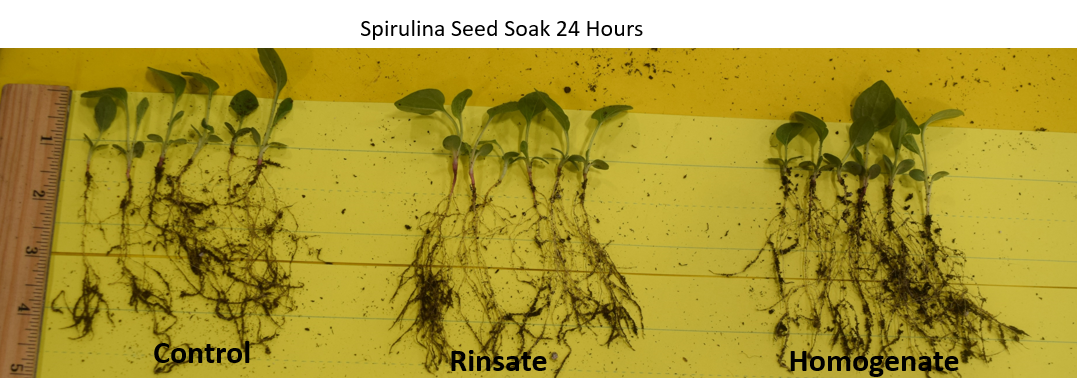 Spirulina Seed Soak 24 Hours
1
2
3
4
5
Control
Rinsate
Homogenate